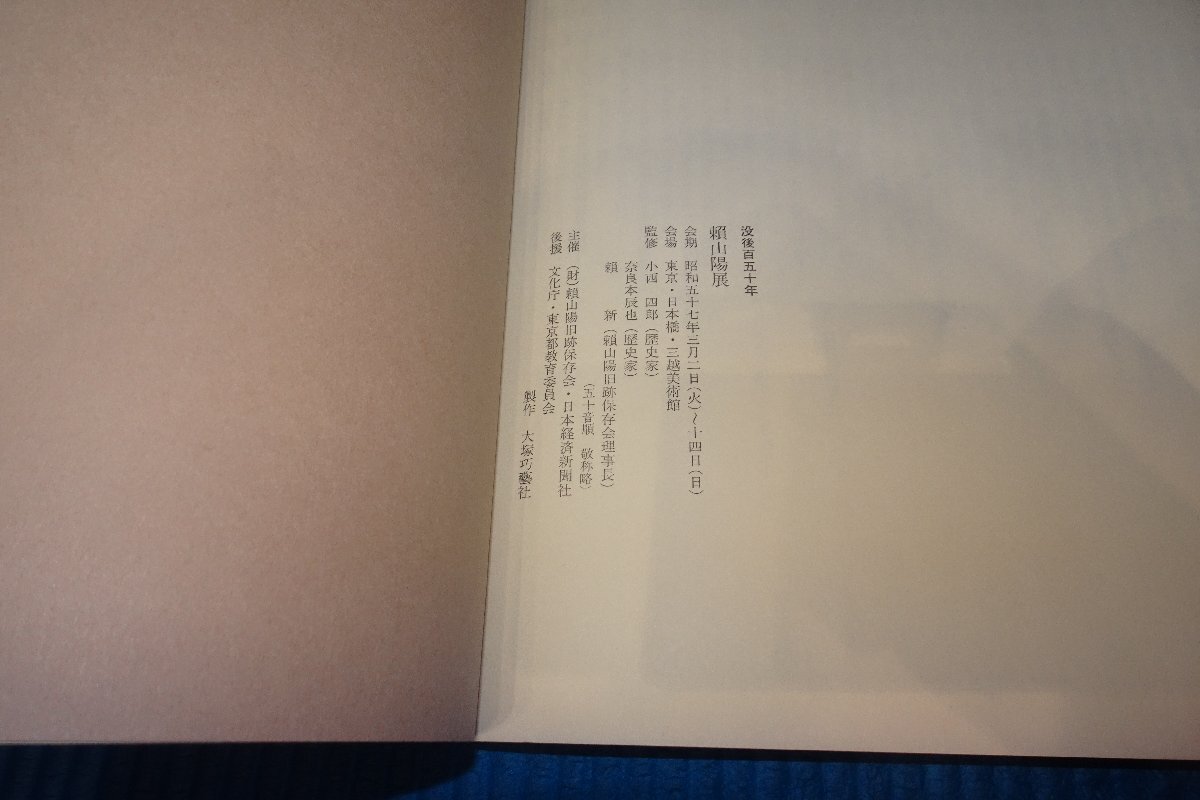 没後百五十年
頼山陽展
会期 昭和五十七年三月二日(火)~十四日(日)
会場 東京・日本橋・三越美術館
監修 小西 四郎(歴史家)
奈良本辰也(歴史家)
頼 新(頼山陽旧跡保存会理事長)
(五十音順 敬称略)
主催 (財)頼山陽旧跡保存会・日本経済新聞社
後援 文化庁・東京都教育委員会
製作 大塚巧藝社